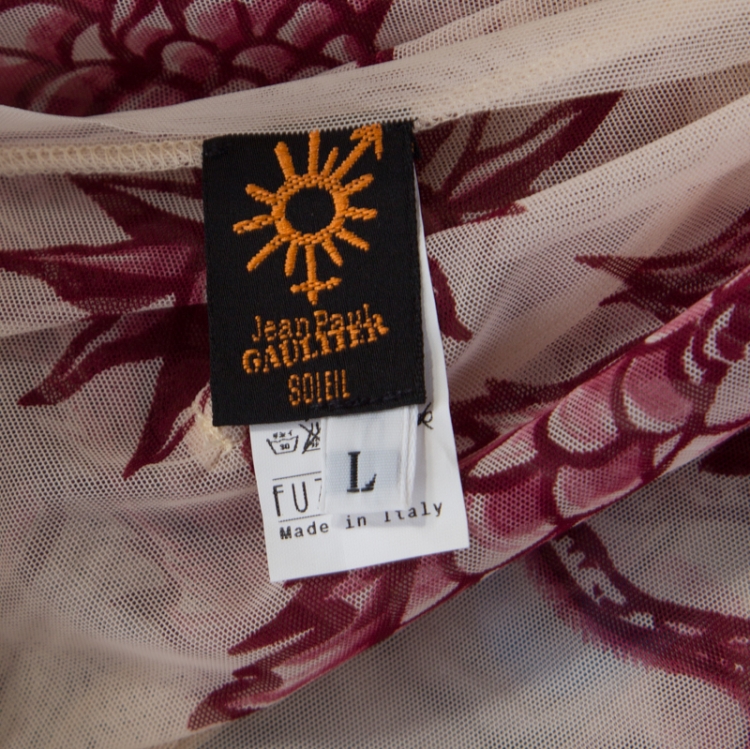 Jean Paul
GAULTIER
SOLEIL
L
Made in Italy